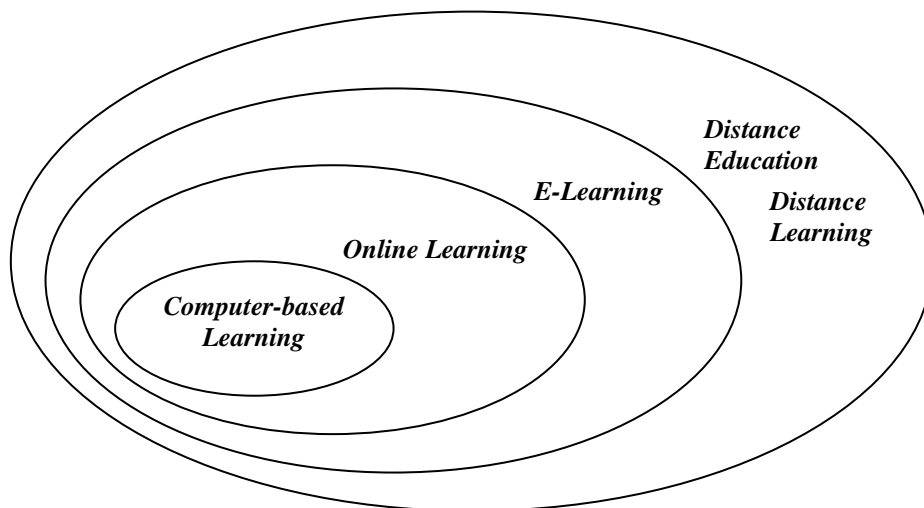 Distance
Education
E-Learning
Distance
Learning
Online Learning
Computer-based
Learning